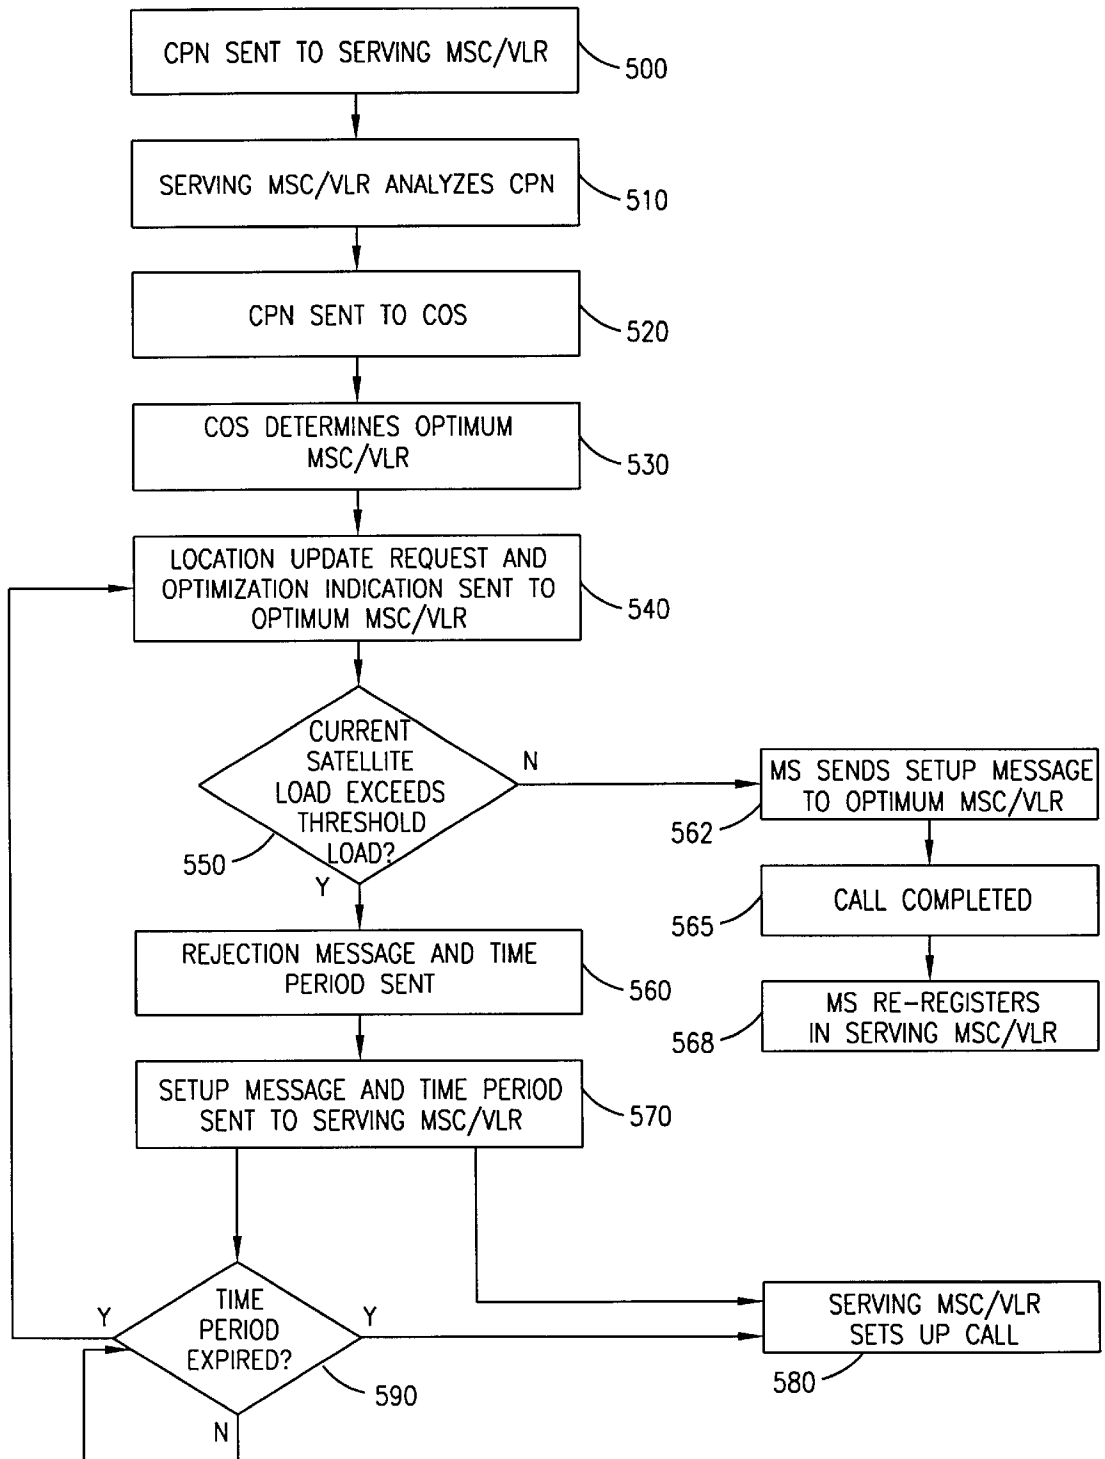 CPN SENT TO SERVING MSC/VLR
500
SERVING MSC/VLR ANALYZES CPN
510
CPN SENT TO COS
520
COS DETERMINES OPTIMUM
MSC/VLR
530
LOCATION UPDATE REQUEST AND
OPTIMIZATION INDICATION SENT TO
OPTIMUM MSC/VLR
540
CURRENT
SATELLITE
LOAD EXCEEDS
THRESHOLD
LOAD?
550
N
Y
MS SENDS SETUP MESSAGE
TO OPTIMUM MSC/VLR
562
CALL COMPLETED
565
MS RE-REGISTERS
IN SERVING MSC/VLR
568
REJECTION MESSAGE AND TIME
PERIOD SENT
560
SETUP MESSAGE AND TIME PERIOD
SENT TO SERVING MSC/VLR
570
TIME
PERIOD
EXPIRED?
590
Y
Y
N
SERVING MSC/VLR
SETS UP CALL
580